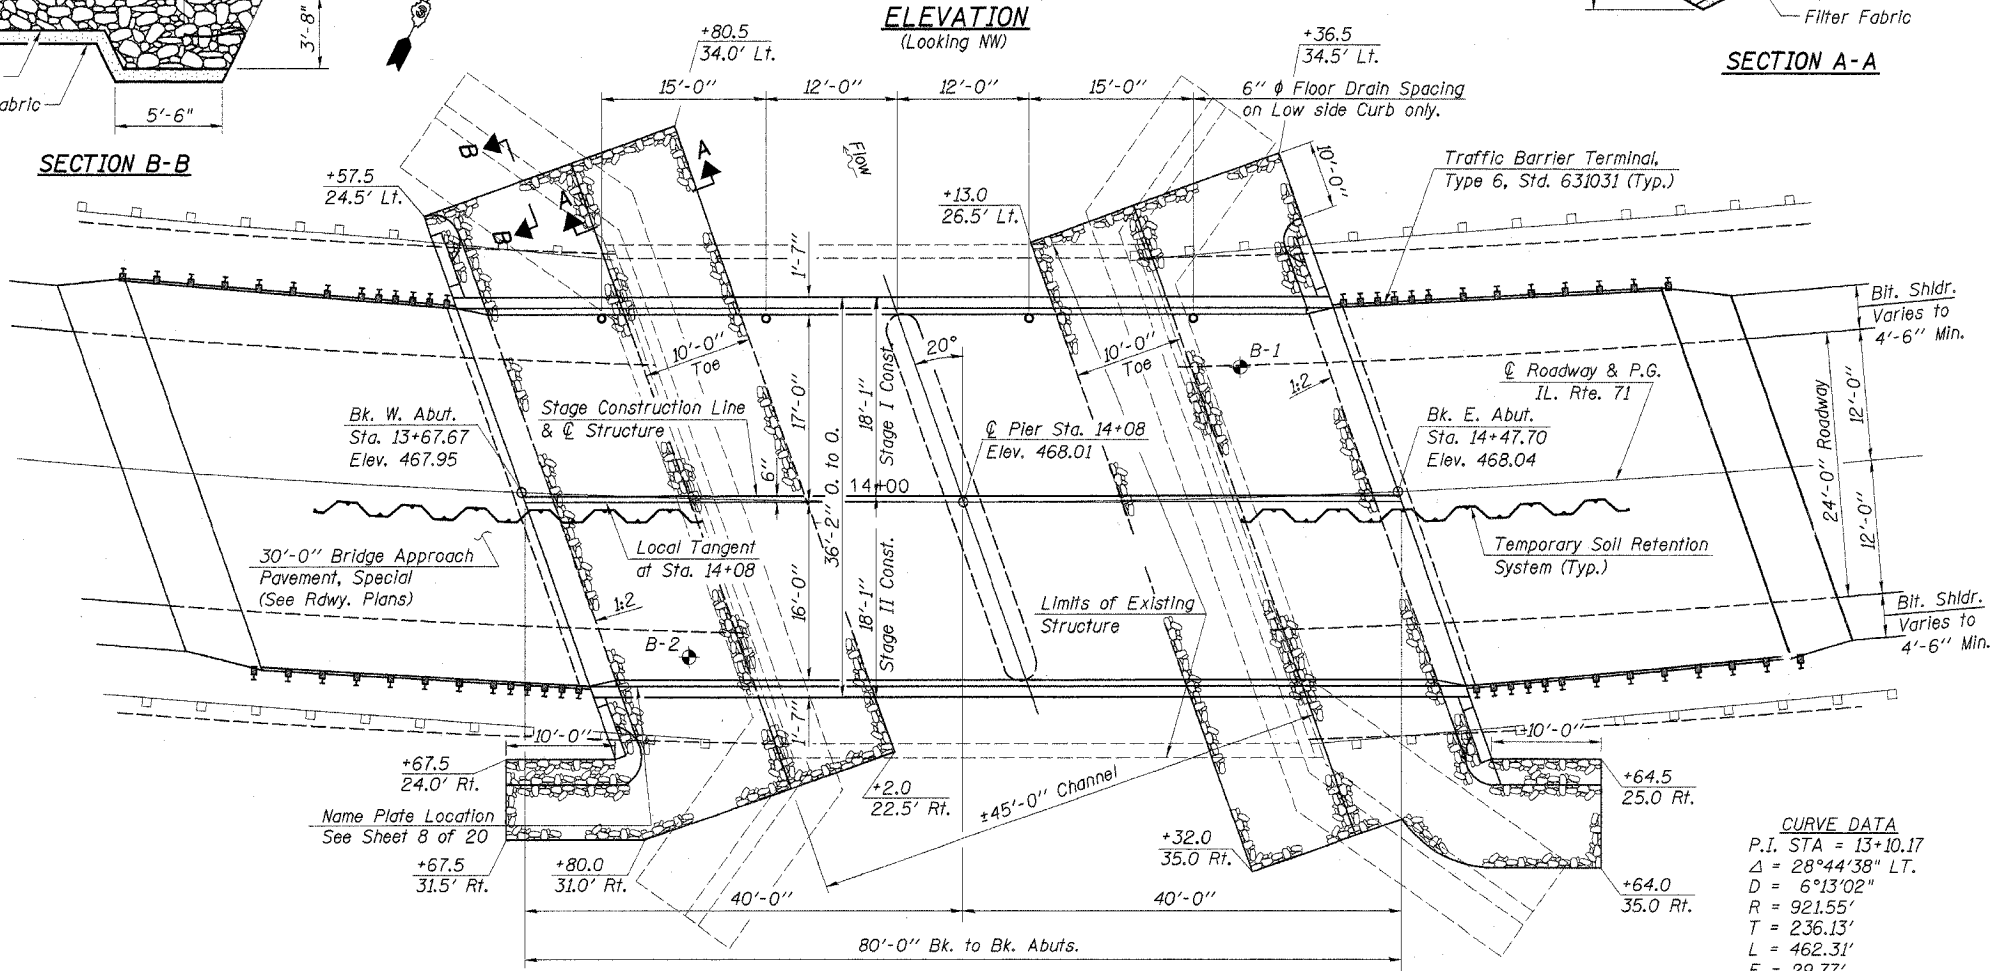 ELEVATION
(Looking NW)
3'-8"
5'-6"
SECTION B-B
Filter Fabric
SECTION A-A
+80.5
34.0' Lt.
+36.5
34.5' Lt.
15'-0"
12'-0"
12'-0"
15'-0"
6" ϕ Floor Drain Spacing
on Low side Curb only.
Flow
B
A
A
B
+57.5
24.5' Lt.
+13.0
26.5' Lt.
10'-0"
Traffic Barrier Terminal,
Type 6, Std. 631031 (Typ.)
1'-7"
Bit. Shldr.
Varies to
4'-6" Min.
10'-0"
Toe
20°
10'-0"
Toe
B-1
1:2
℄ Roadway & P.G.
IL. Rte. 71
Bk. W. Abut.
Sta. 13+67.67
Elev. 467.95
Stage Construction Line
& ℄ Structure
17'-0"
18'-1"
Stage I Const.
6"
36'-2" O. to O.
14+00
℄ Pier Sta. 14+08
Elev. 468.01
Bk. E. Abut.
Sta. 14+47.70
Elev. 468.04
24'-0" Roadway
12'-0"
12'-0"
30'-0" Bridge Approach
Pavement, Special
(See Rdwy. Plans)
Local Tangent
at Sta. 14+08
1:2
B-2
16'-0"
18'-1"
Stage II Const.
Limits of Existing
Structure
Temporary Soil Retention
System (Typ.)
Bit. Shldr.
Varies to
4'-6" Min.
1'-7"
10'-0"
10'-0"
+67.5
24.0' Rt.
+2.0
22.5' Rt.
±45'-0" Channel
+64.5
25.0 Rt.
Name Plate Location
See Sheet 8 of 20
+67.5
31.5' Rt.
+80.0
31.0' Rt.
+32.0
35.0 Rt.
+64.0
35.0 Rt.
40'-0"
40'-0"
80'-0" Bk. to Bk. Abuts.
CURVE DATA
P.I. STA = 13+10.17
Δ = 28°44'38" LT.
D = 6°13'02"
R = 921.55'
T = 236.13'
L = 462.31'